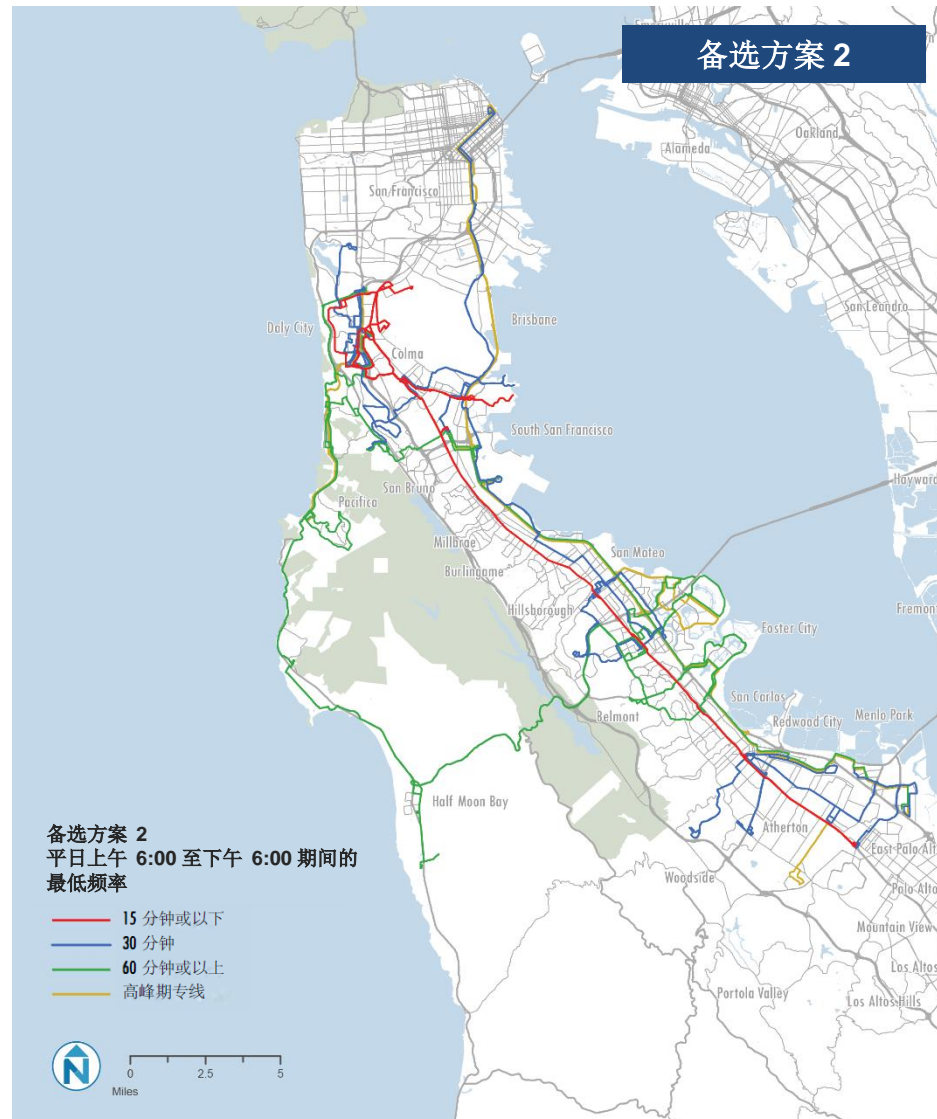 备选方案 2
Oakland
Alameda
San Francisco
San Leandro
Daly City
Brisbane
Colma
South San Francisco
Hayward
San Bruno
Pacifica
Millbrae
San Mateo
Burlingame
Hillsborough
Fremon
Foster City
San Carlos
Belmont
Redwood City
Menlo Park
Half Moon Bay
Atherton
East Palo Alt
Woodside
Palo Alto
Mountain View
Los Altos
Portola Valley
Los Altos Hills
备选方案 2
平日上午 6:00 至下午 6:00 期间的
最低频率
15 分钟或以下
30 分钟
60 分钟或以上
高峰期专线
N
0 2.5 5
Miles